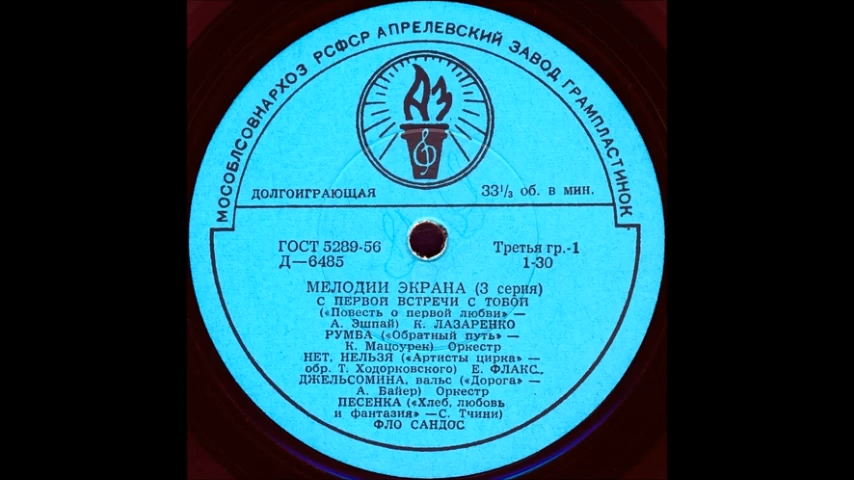 МОСОБЛСОВНАРХОЗ РСФСР АПРЕЛЕВСКИЙ ЗАВОД ГРАМПЛАСТИНОК
АЗ
ДОЛГОИГРАЮЩАЯ 33 1/3 об. в мин.
ГОСТ 5289-56 Третья гр.-1
Д—6485 1-30
МЕЛОДИИ ЭКРАНА (3 серия)
С ПЕРВОЙ ВСТРЕЧИ С ТОБОЙ
(«Повесть о первой любви» —
А. Эшпай) К. ЛАЗАРЕНКО
РУМБА («Обратный путь» —
К. Мацоурек) Оркестр
НЕТ, НЕЛЬЗЯ («Артисты цирка» —
обр. Т. Ходорковского) Е. ФЛАКС
ДЖЕЛЬСОМИНА, вальс («Дорога» —
А. Байер) Оркестр
ПЕСЕНКА («Хлеб, любовь
и фантазия» —С. Тчини)
ФЛО САНДОС